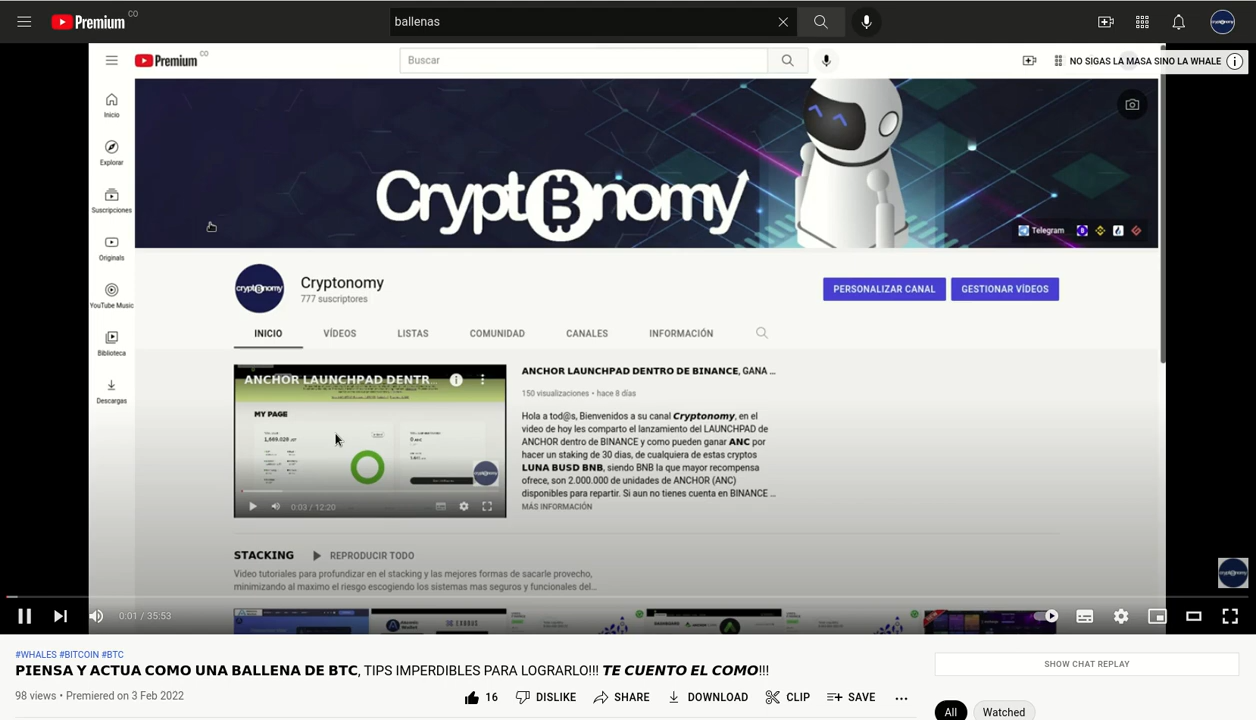 Premium CO
ballenas
Premium CO
Buscar
NO SIGAS LA MASA SINO LA WHALE
Inicio
Explorar
Suscripciones
Originals
YouTube Music
Biblioteca
Descargas
Cryptonomy
Telegram
cryptonomy
Cryptonomy
777 suscriptores
PERSONALIZAR CANAL
GESTIONAR VÍDEOS
INICIO
VÍDEOS
LISTAS
COMUNIDAD
CANALES
INFORMACIÓN
ANCHOR LAUNCHPAD DENTR...
MY PAGE
0:03 / 12:20
ANCHOR LAUNCHPAD DENTRO DE BINANCE, GANA ...
150 visualizaciones • hace 8 días
Hola a tod@s, Bienvenidos a su canal Cryptonomy, en el
video de hoy les comparto el lanzamiento del LAUNCHPAD de
ANCHOR dentro de BINANCE y como pueden ganar ANC por
hacer un staking de 30 dias, de cualquiera de estas cryptos
LUNA BUSD BNB, siendo BNB la que mayor recompensa
ofrece, son 2.000.000 de unidades de ANCHOR (ANC)
disponibles para repartir. Si aun no tienes cuenta en BINANCE ...
MÁS INFORMACIÓN
STACKING
REPRODUCIR TODO
Video tutoriales para profundizar en el stacking y las mejores formas de sacarle provecho,
minimizando al maximo el riesgo escogiendo los sistemas mas seguros y funcionales del...
EXODUS
cryptonomy
0:01 / 35:53
#WHALES #BITCOIN #BTC
PIENSA Y ACTUA COMO UNA BALLENA DE BTC, TIPS IMPERDIBLES PARA LOGRARLO!!! TE CUENTO EL COMO!!!
98 views • Premiered on 3 Feb 2022
16
DISLIKE
SHARE
DOWNLOAD
CLIP
SAVE
SHOW CHAT REPLAY
All
Watched